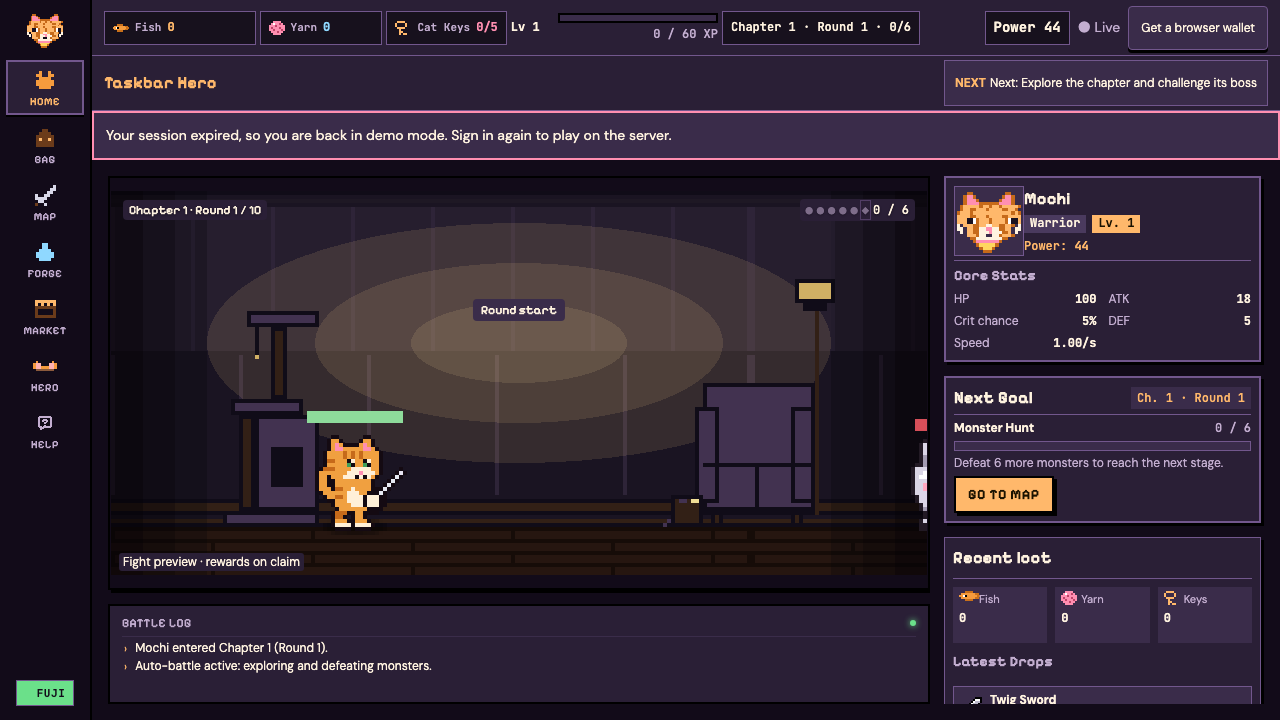 Fish 0
Yarn 0
Cat Keys 0/5
Lv 1
0 / 60 XP
Chapter 1 · Round 1 · 0/6
Power 44
Live
Get a browser wallet
HOME
BAG
MAP
FORGE
MARKET
HERO
HELP
FUJI
Taskbar Hero
NEXT Next: Explore the chapter and challenge its boss
Your session expired, so you are back in demo mode. Sign in again to play on the server.
Chapter 1 · Round 1 / 10
0 / 6
Round start
Fight preview · rewards on claim
BATTLE LOG
› Mochi entered Chapter 1 (Round 1).
› Auto-battle active: exploring and defeating monsters.
Mochi
Warrior Lv. 1
Power: 44
Core Stats
HP 100 ATK 18
Crit chance 5% DEF 5
Speed 1.00/s
Next Goal Ch. 1 · Round 1
Monster Hunt 0 / 6
Defeat 6 more monsters to reach the next stage.
GO TO MAP
Recent loot
Fish Yarn Keys
0 0 0
Latest Drops
Twig Sword